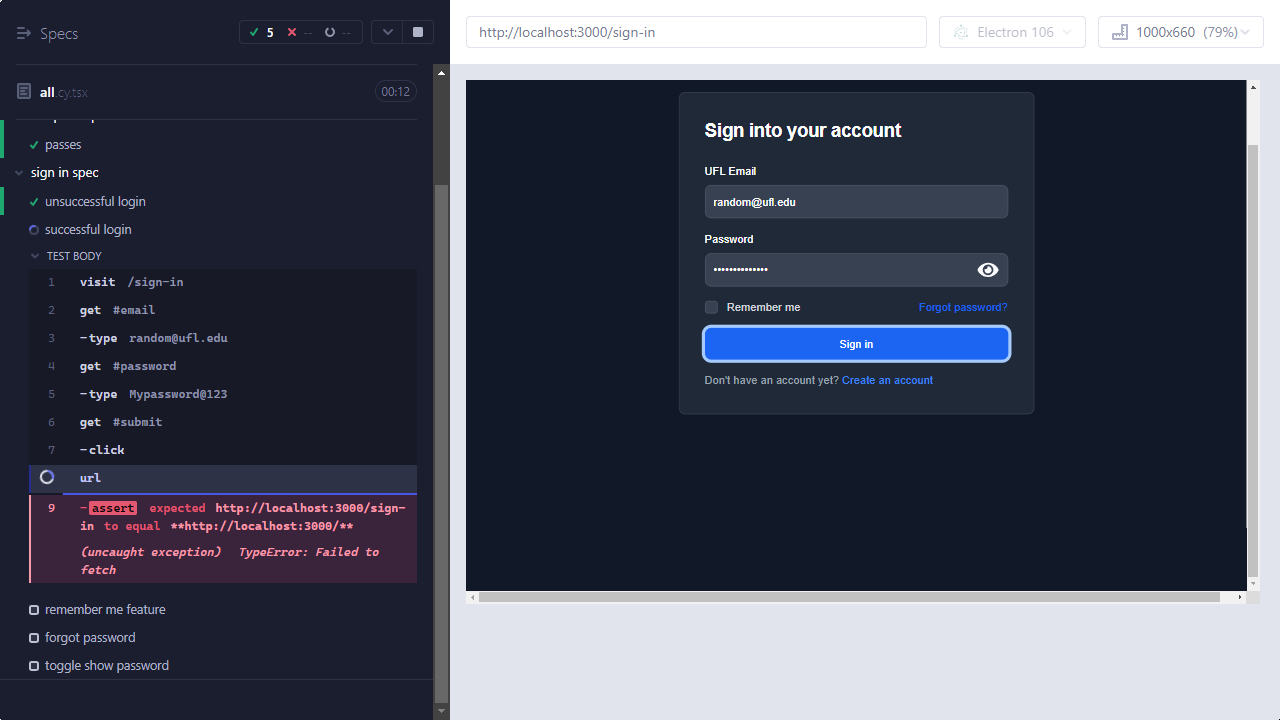 Specs
5
--
--
all.cy.tsx
00:12
passes
sign in spec
unsuccessful login
successful login
TEST BODY
1 visit /sign-in
2 get #email
3 -type random@ufl.edu
4 get #password
5 -type Mypassword@123
6 get #submit
7 -click
url
9 -assert expected http://localhost:3000/sign-
in to equal **http://localhost:3000/**
(uncaught exception) TypeError: Failed to
fetch
remember me feature
forgot password
toggle show password
http://localhost:3000/sign-in
Electron 106
1000x660 (79%)
Sign into your account
UFL Email
random@ufl.edu
Password
•••••••••••••
Remember me
Forgot password?
Sign in
Don't have an account yet? Create an account